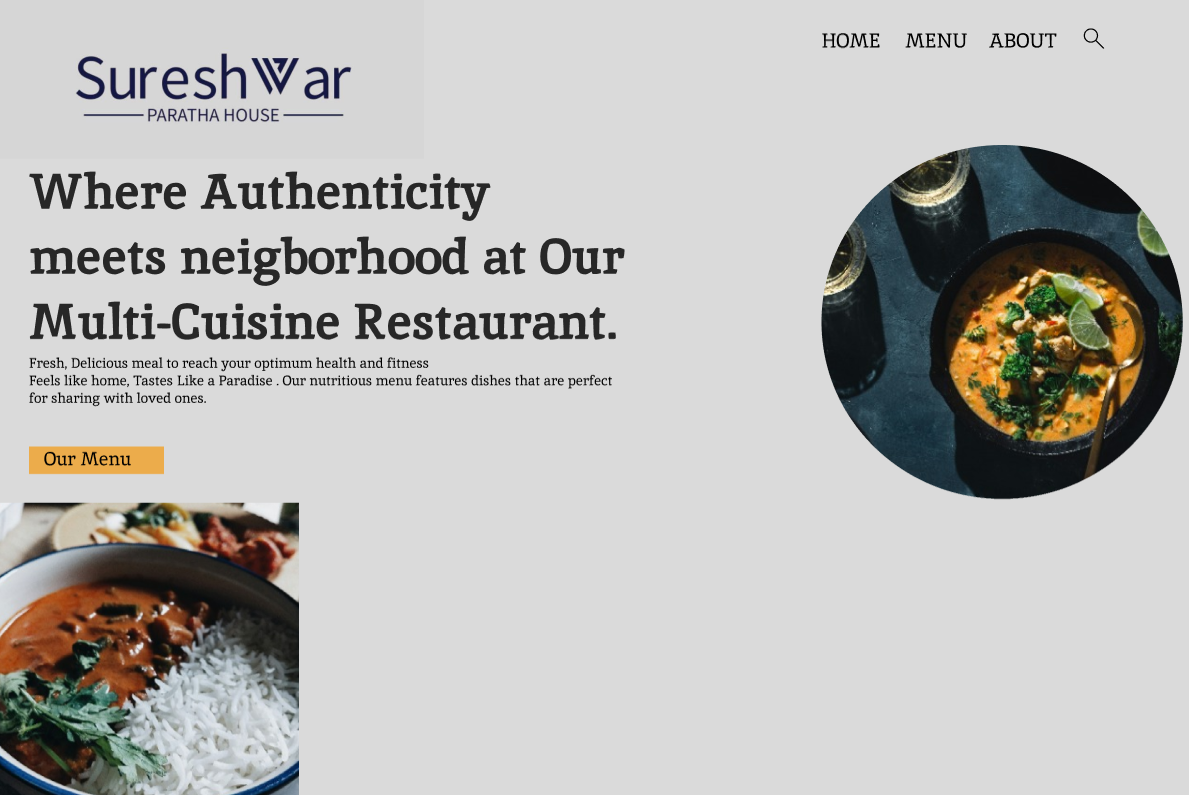 SureshWar
PARATHA HOUSE
HOME MENU ABOUT
Where Authenticity
meets neigborhood at Our
Multi-Cuisine Restaurant.
Fresh, Delicious meal to reach your optimum health and fitness
Feels like home, Tastes Like a Paradise . Our nutritious menu features dishes that are perfect
for sharing with loved ones.
Our Menu